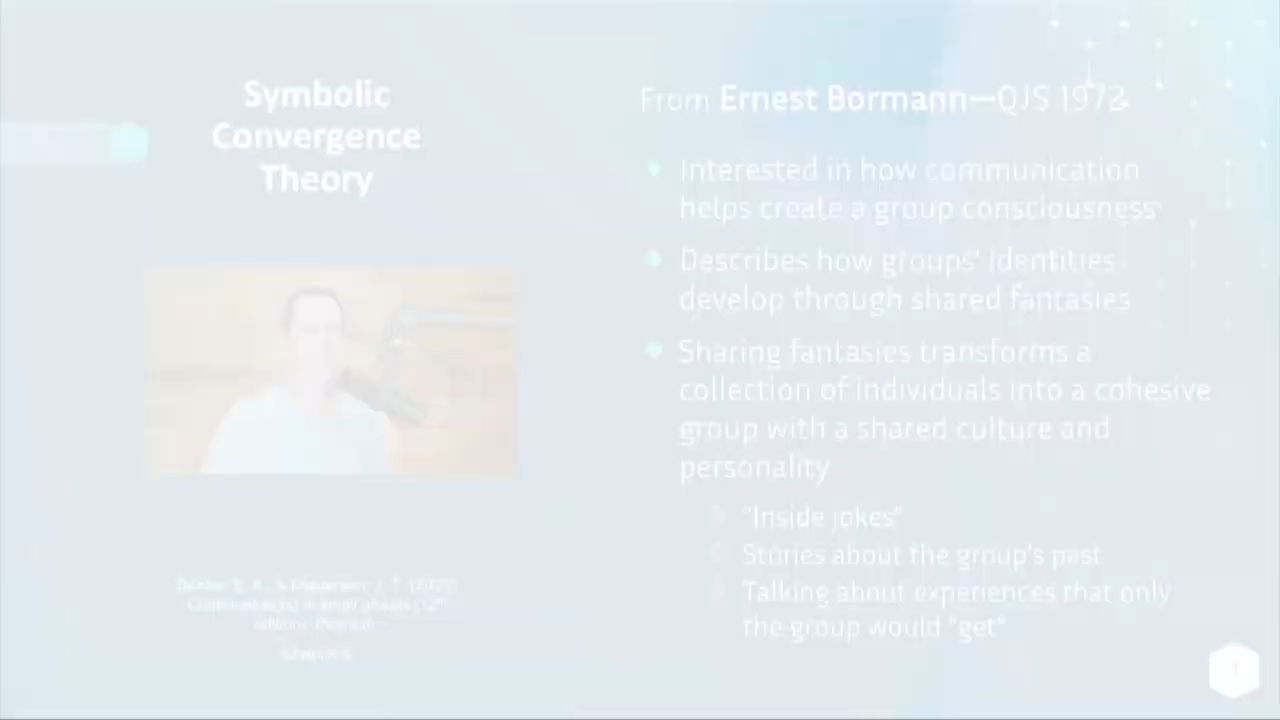 Symbolic
Convergence
Theory
From Ernest Bormann—QJS 1973
Interested in how communication
helps create a group consciousness
Describes how groups' identities
develop through shared fantasies
Sharing fantasies transforms a
collection of individuals into a cohesive
group with a shared culture and
personality
"Inside jokes"
Stories about the group's past
Talking about experiences that only
the group would "get"
Chapter